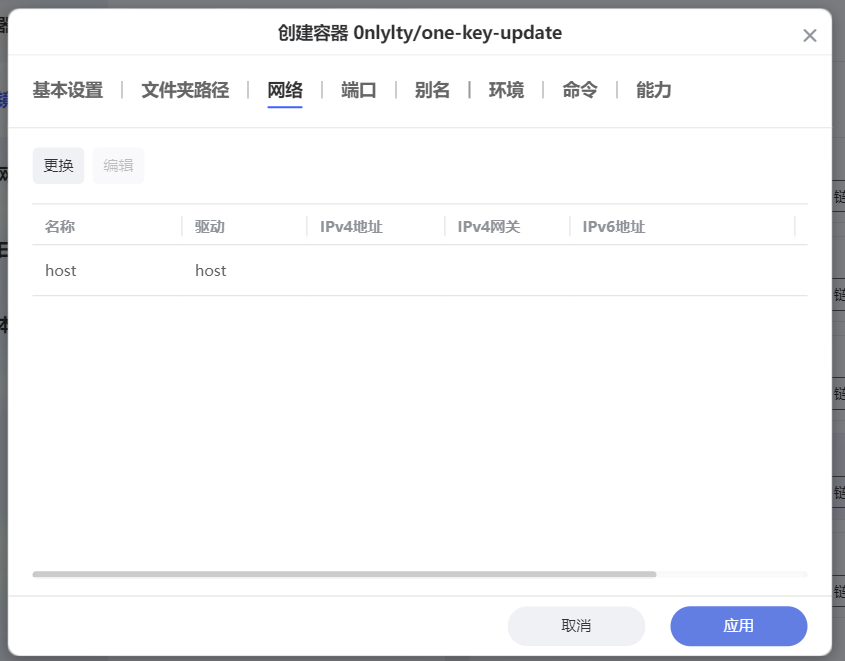 创建容器 0nlylty/one-key-update
基本设置 文件夹路径 网络 端口 别名 环境 命令 能力
更换 编辑
名称 驱动 IPv4地址 IPv4网关 IPv6地址
host host
取消 应用